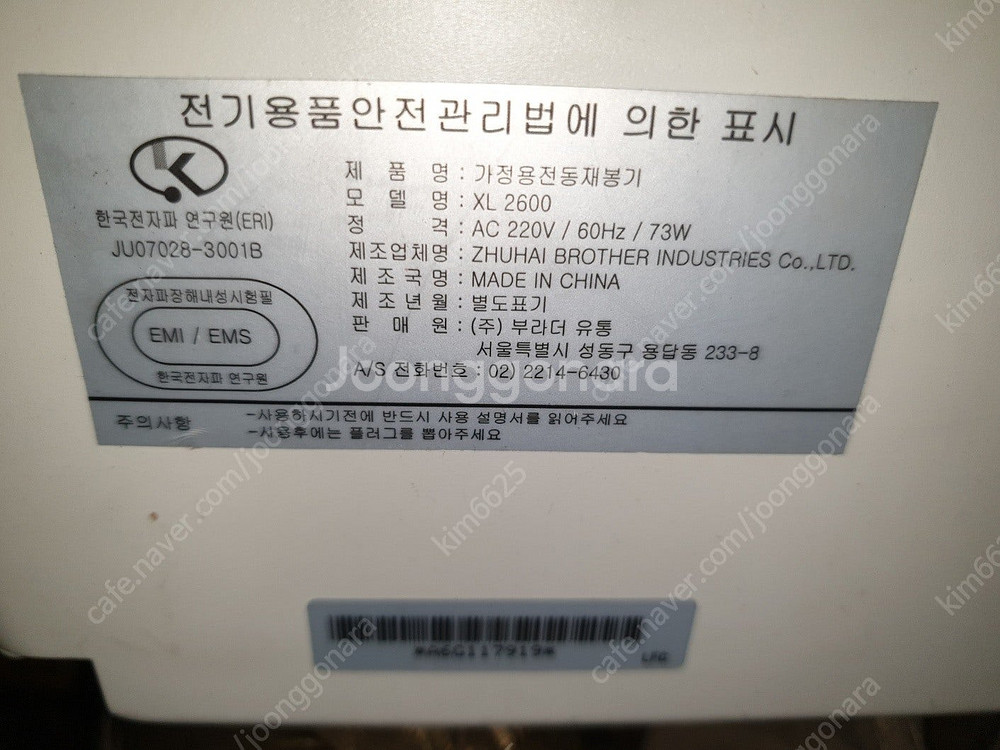 전기용품안전관리법에 의한 표시
한국전자파 연구원(ERI)
JU07028-3001B
전자파장해내성시험필
EMI / EMS
한국전자파 연구원
제 품 명 : 가정용전동재봉기
모 델 명 : XL 2600
정 격 : AC 220V / 60Hz / 73W
제조업체명 : ZHUHAI BROTHER INDUSTRIES Co.,LTD.
제 조 국 명 : MADE IN CHINA
제 조 년 월 : 별도표기
판 매 원 : (주) 부라더 유통
서울특별시 성동구 용답동 233-8
A/S 전화번호 : 02) 2214-6430
Joonggonara
주의사항
-사용하시기전에 반드시 사용 설명서를 읽어주세요
-사용후에는 플러그를 뽑아주세요
*A6G117919*
LFG
cafe.naver.com/joonggonara
kim6625